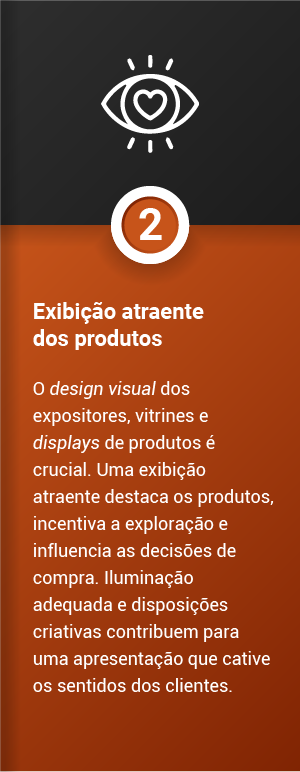 2
Exibição atraente
dos produtos
O design visual dos
expositores, vitrines e
displays de produtos é
crucial. Uma exibição
atraente destaca os produtos,
incentiva a exploração e
influencia as decisões de
compra. Iluminação
adequada e disposições
criativas contribuem para
uma apresentação que cative
os sentidos dos clientes.